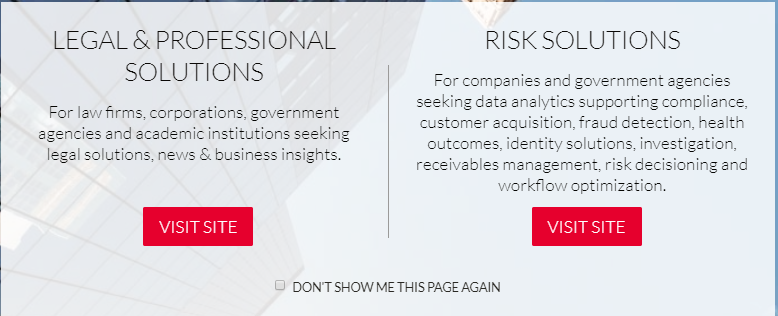 LEGAL & PROFESSIONAL
SOLUTIONS
For law firms, corporations, government
agencies and academic institutions seeking
legal solutions, news & business insights.
VISIT SITE
RISK SOLUTIONS
For companies and government agencies
seeking data analytics supporting compliance,
customer acquisition, fraud detection, health
outcomes, identity solutions, investigation,
receivables management, risk decisioning and
workflow optimization.
VISIT SITE
DON'T SHOW ME THIS PAGE AGAIN